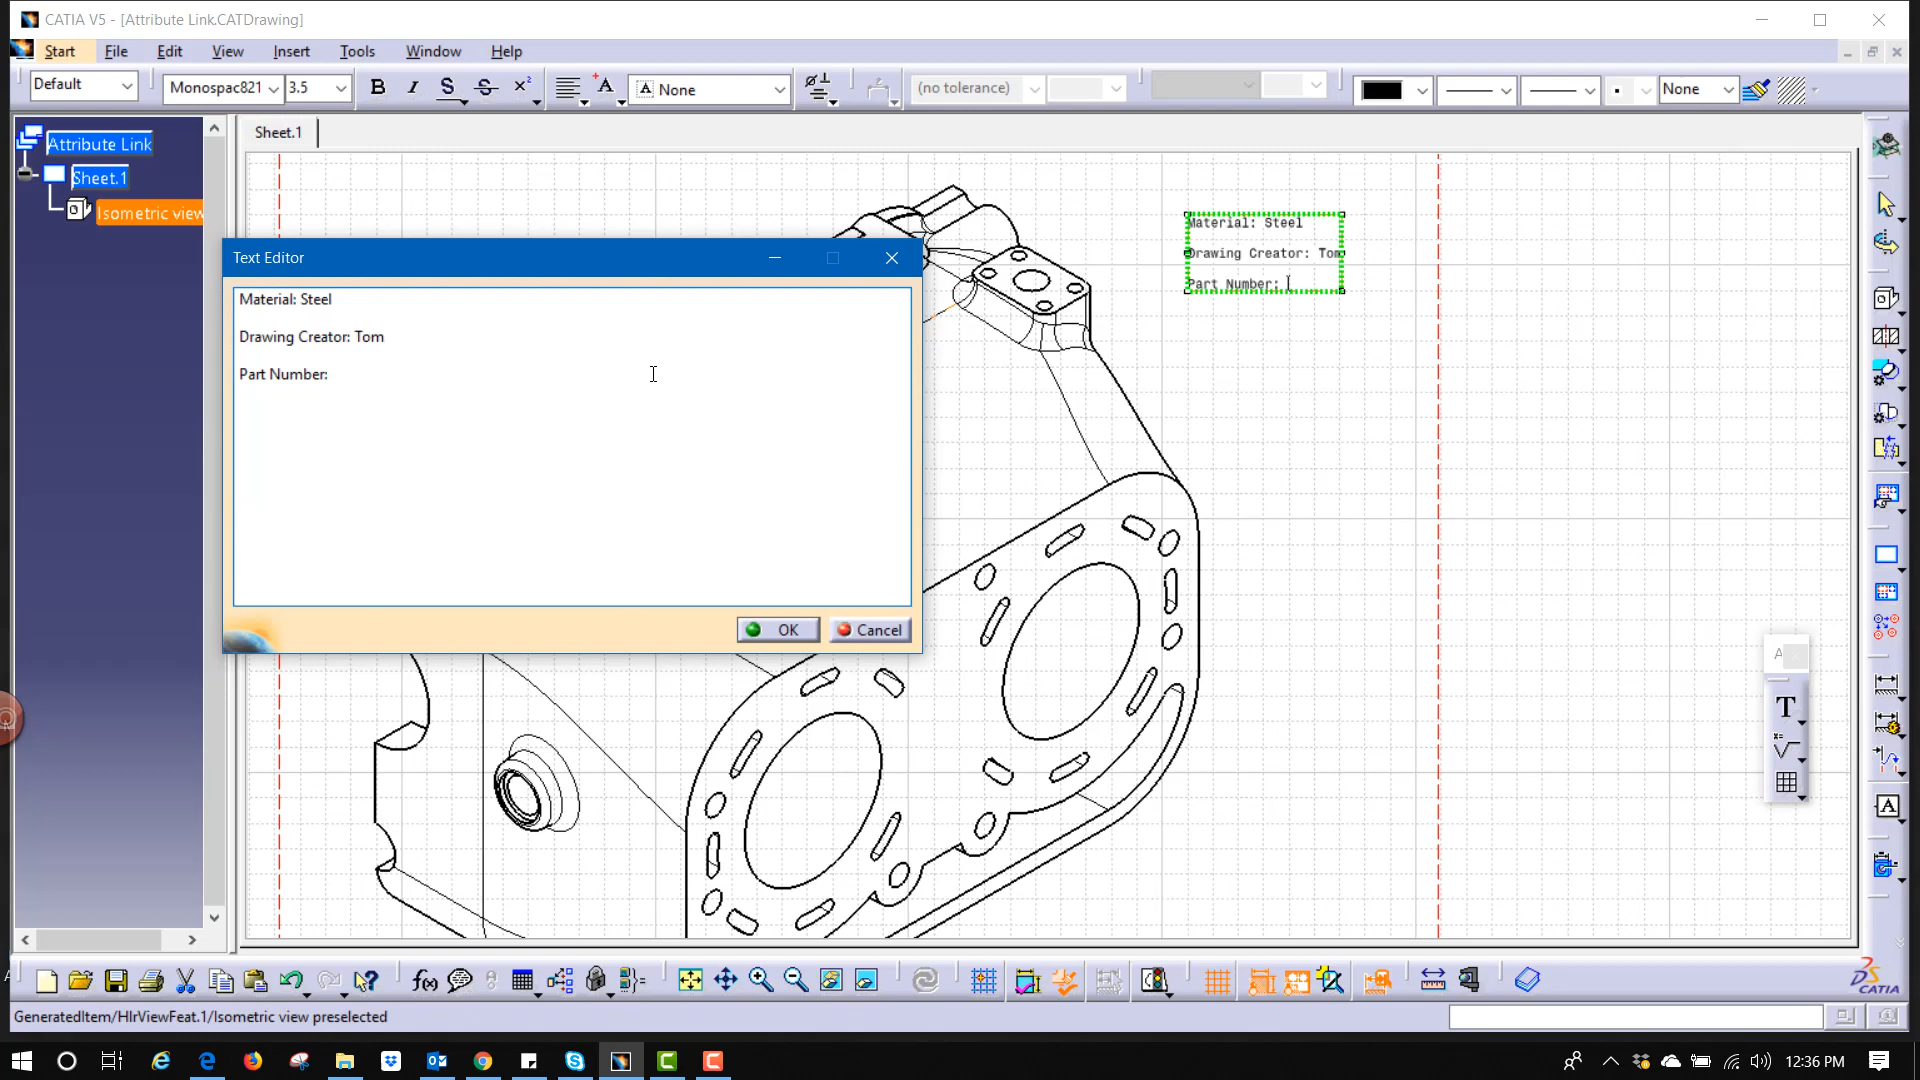 CATIA V5 - [Attribute Link.CATDrawing]
Start File Edit View Insert Tools Window Help
Default Monospac821 3.5 B I S S x² A A None (no tolerance) None
Attribute Link
Sheet.1
Isometric view
Sheet.1
Material: Steel
Drawing Creator: Tom
Part Number:
Text Editor
Material: Steel
Drawing Creator: Tom
Part Number:
OK Cancel
A
T
A
f(x)
DS CATIA
GeneratedItem/HlrViewFeat.1/Isometric view preselected
12:36 PM